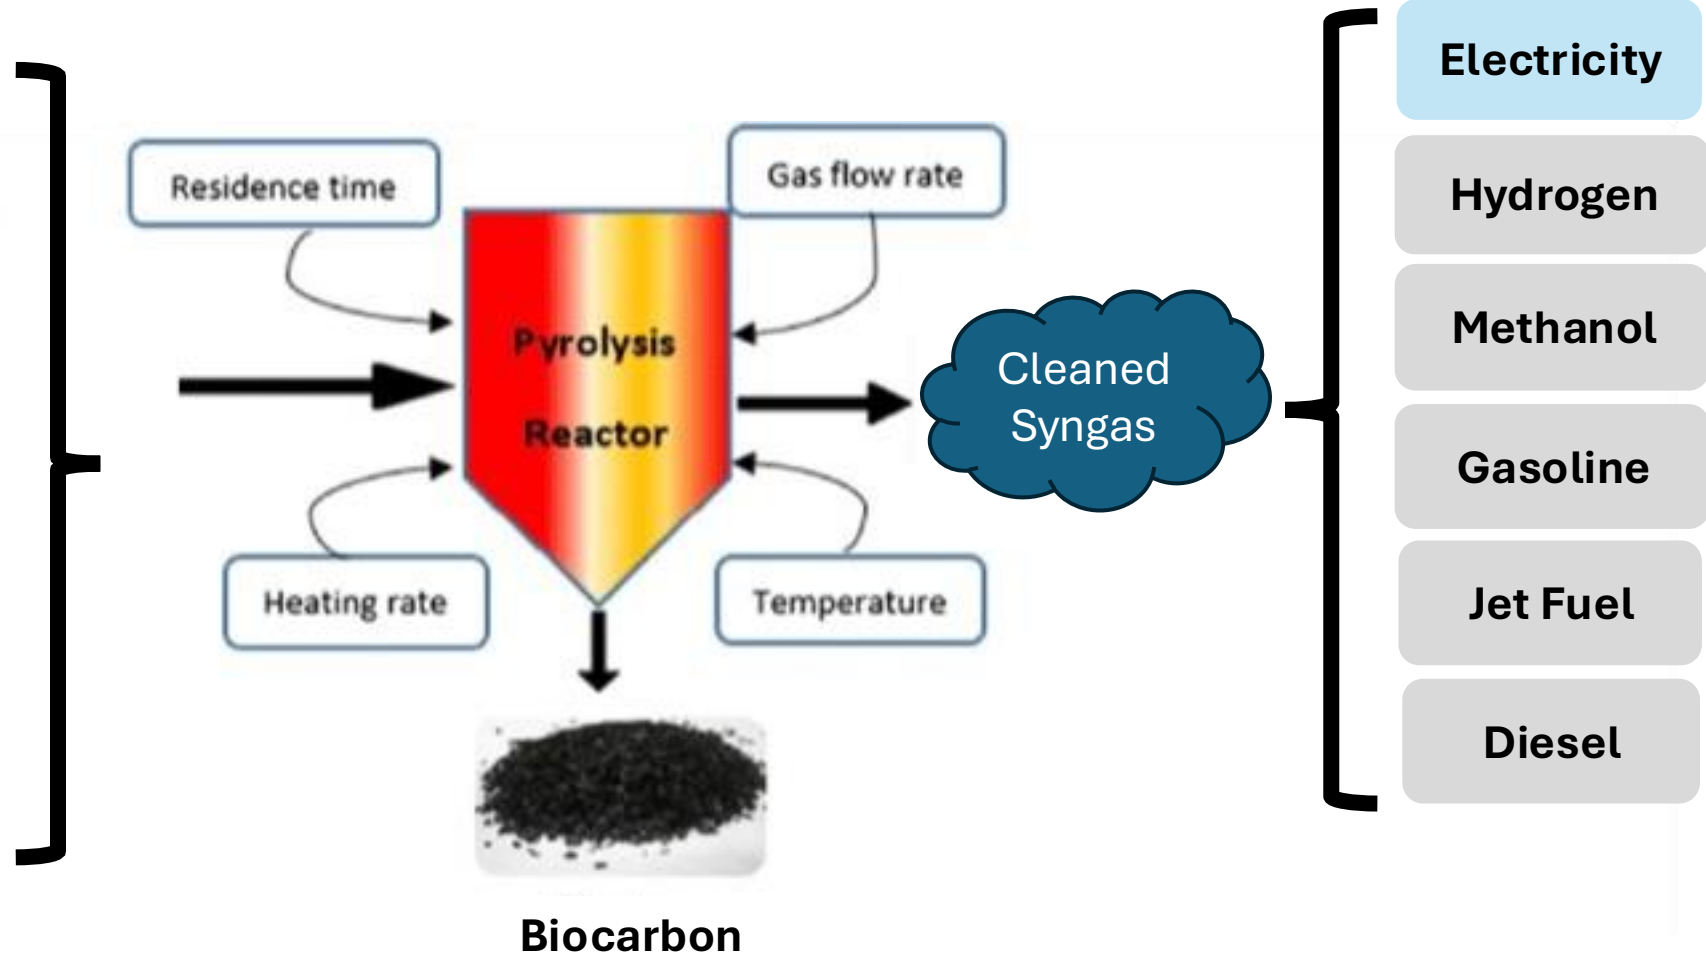 Residence time
Gas flow rate
Pyrolysis
Reactor
Heating rate
Temperature
Biocarbon
Cleaned
Syngas
Electricity
Hydrogen
Methanol
Gasoline
Jet Fuel
Diesel